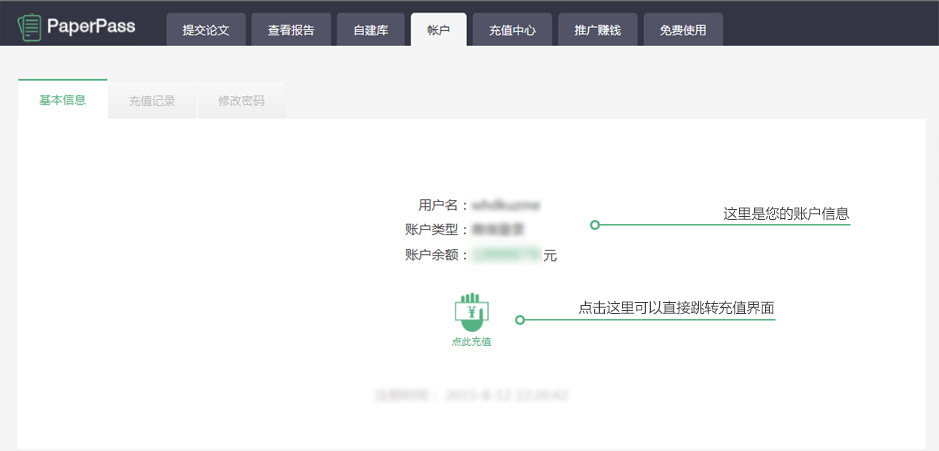 PaperPass 提交论文 查看报告 自建库 帐户 充值中心 推广赚钱 免费使用
基本信息 充值记录 修改密码
用户名：
这里是您的账户信息
账户类型：
账户余额： 元
点击这里可以直接跳转充值界面
¥
点此充值